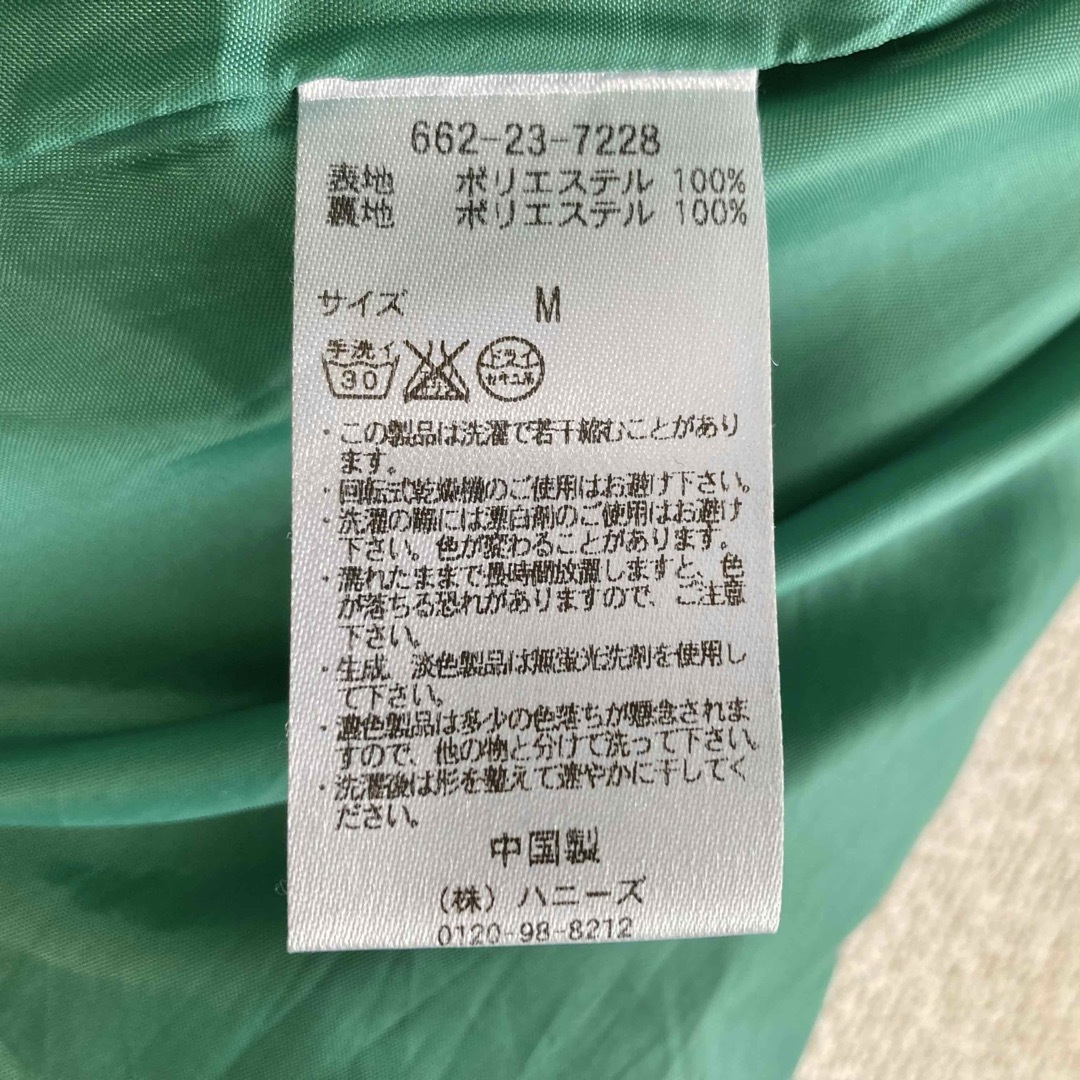 662-23-7228
表地 ポリエステル 100%
裏地 ポリエステル 100%
サイズ M
手洗イ
30
ドライ
・この製品は洗濯で若干縮むことがあり
ます。
・回転式乾燥機のご使用はお避け下さい。
・洗濯の際には漂白剤のご使用はお避け
下さい。色が変わることがあります。
・濡れたままで長時間放置しますと、色
が落ちる恐れがありますので、ご注意
下さい。
・生成、淡色製品は無蛍光洗剤を使用し
て下さい。
・濃色製品は多少の色落ちが懸念されま
すので、他の物と分けて洗って下さい。
・洗濯後は形を整えて速やかに干してく
ださい。
中国製
(株)ハニーズ
0120-98-8212